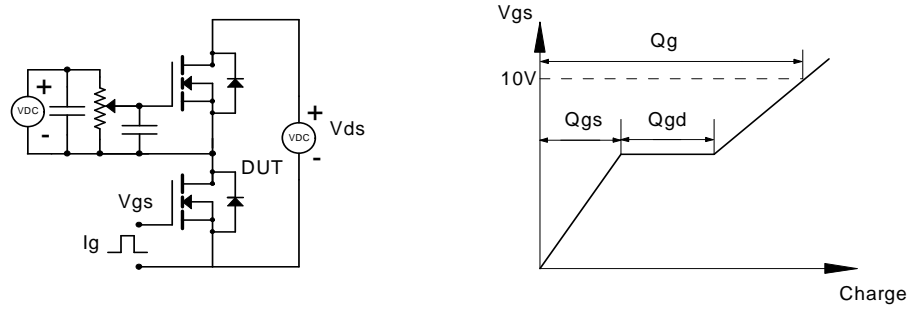 +
VDC
-
Vgs
Ig
DUT
+
VDC
-
Vds
Vgs
Qg
10V
Qgs
Qgd
Charge